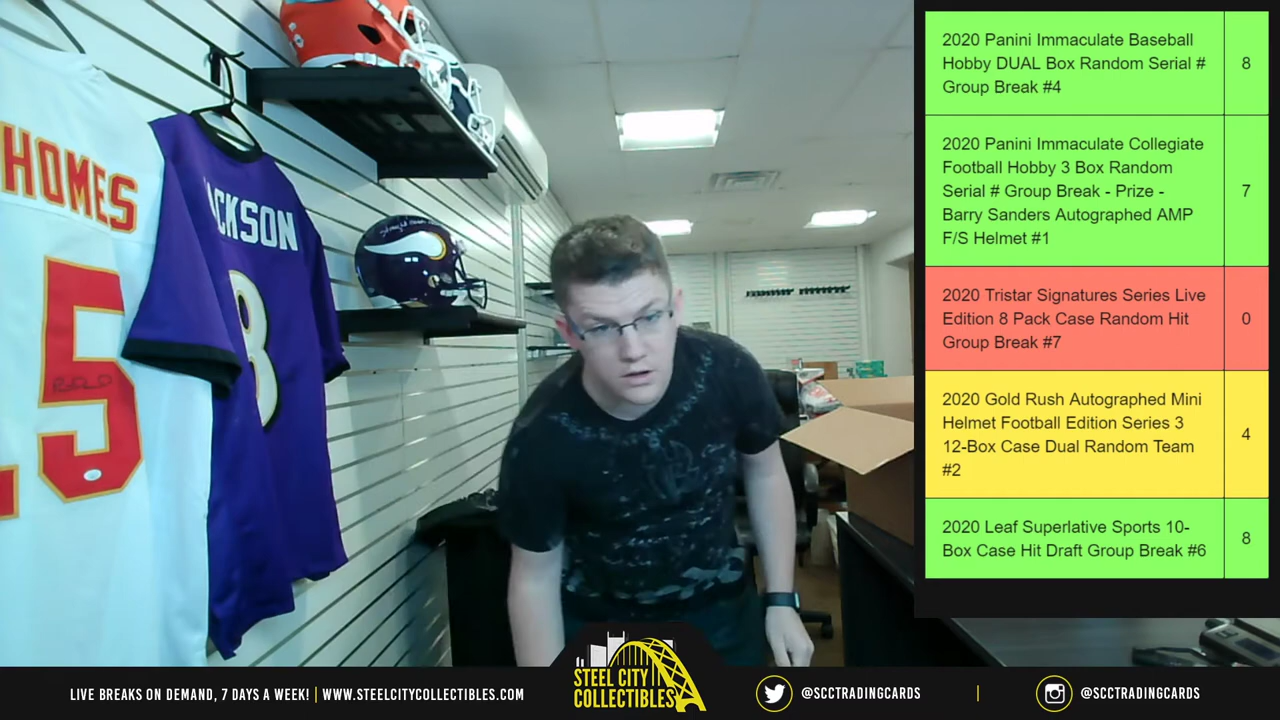 HOMES
5
ACKSON
8
2020 Panini Immaculate Baseball
Hobby DUAL Box Random Serial #
Group Break #4
8
2020 Panini Immaculate Collegiate
Football Hobby 3 Box Random
Serial # Group Break - Prize -
Barry Sanders Autographed AMP
F/S Helmet #1
7
2020 Tristar Signatures Series Live
Edition 8 Pack Case Random Hit
Group Break #7
0
2020 Gold Rush Autographed Mini
Helmet Football Edition Series 3
12-Box Case Dual Random Team
#2
4
2020 Leaf Superlative Sports 10-
Box Case Hit Draft Group Break #6
8
LIVE BREAKS ON DEMAND, 7 DAYS A WEEK! | WWW.STEELCITYCOLLECTIBLES.COM
STEEL CITY
COLLECTIBLES
@SCCTRADINGCARDS
@SCCTRADINGCARDS